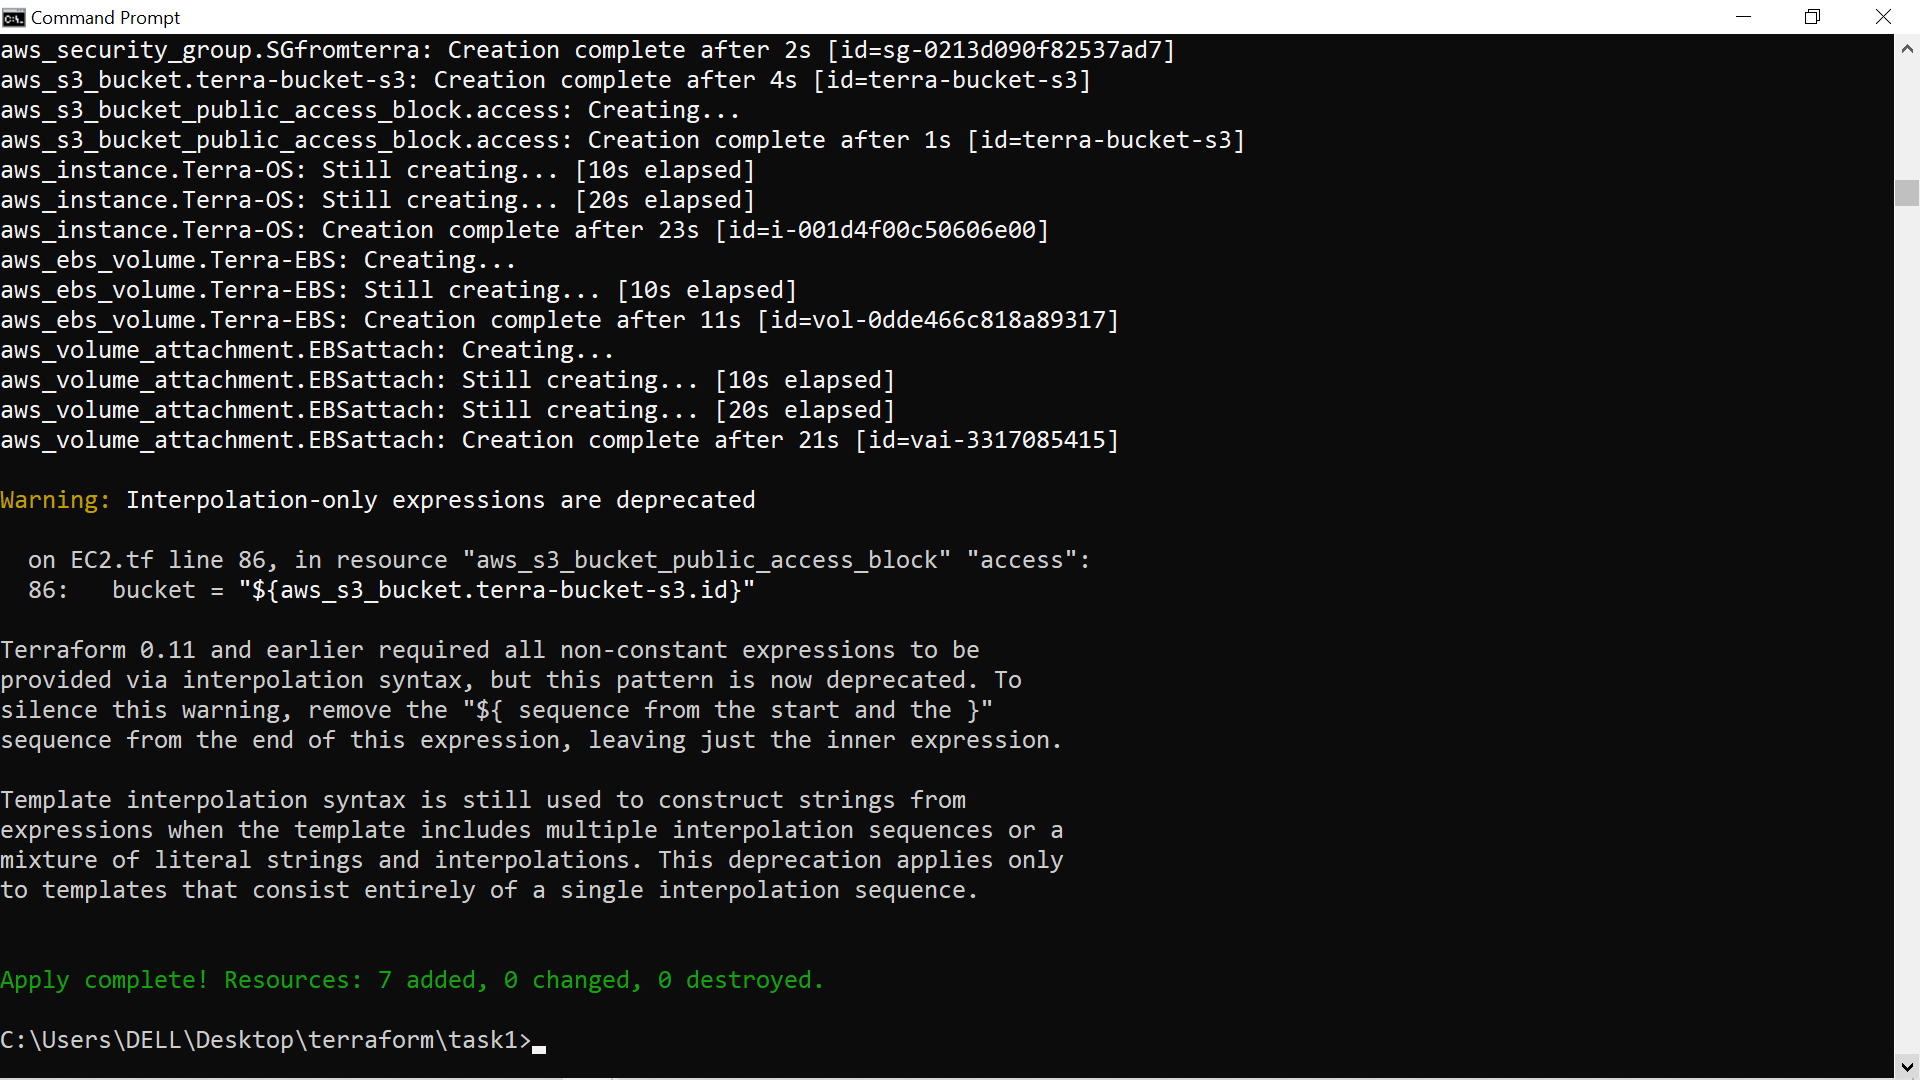 Command Prompt
aws_security_group.SGfromterra: Creation complete after 2s [id=sg-0213d090f82537ad7]
aws_s3_bucket.terra-bucket-s3: Creation complete after 4s [id=terra-bucket-s3]
aws_s3_bucket_public_access_block.access: Creating...
aws_s3_bucket_public_access_block.access: Creation complete after 1s [id=terra-bucket-s3]
aws_instance.Terra-OS: Still creating... [10s elapsed]
aws_instance.Terra-OS: Still creating... [20s elapsed]
aws_instance.Terra-OS: Creation complete after 23s [id=i-001d4f00c50606e00]
aws_ebs_volume.Terra-EBS: Creating...
aws_ebs_volume.Terra-EBS: Still creating... [10s elapsed]
aws_ebs_volume.Terra-EBS: Creation complete after 11s [id=vol-0dde466c818a89317]
aws_volume_attachment.EBSattach: Creating...
aws_volume_attachment.EBSattach: Still creating... [10s elapsed]
aws_volume_attachment.EBSattach: Still creating... [20s elapsed]
aws_volume_attachment.EBSattach: Creation complete after 21s [id=vai-3317085415]
Warning: Interpolation-only expressions are deprecated
on EC2.tf line 86, in resource "aws_s3_bucket_public_access_block" "access":
86:   bucket = "${aws_s3_bucket.terra-bucket-s3.id}"
Terraform 0.11 and earlier required all non-constant expressions to be
provided via interpolation syntax, but this pattern is now deprecated. To
silence this warning, remove the "${ sequence from the start and the }"
sequence from the end of this expression, leaving just the inner expression.
Template interpolation syntax is still used to construct strings from
expressions when the template includes multiple interpolation sequences or a
mixture of literal strings and interpolations. This deprecation applies only
to templates that consist entirely of a single interpolation sequence.
Apply complete! Resources: 7 added, 0 changed, 0 destroyed.
C:\Users\DELL\Desktop\terraform\task1>